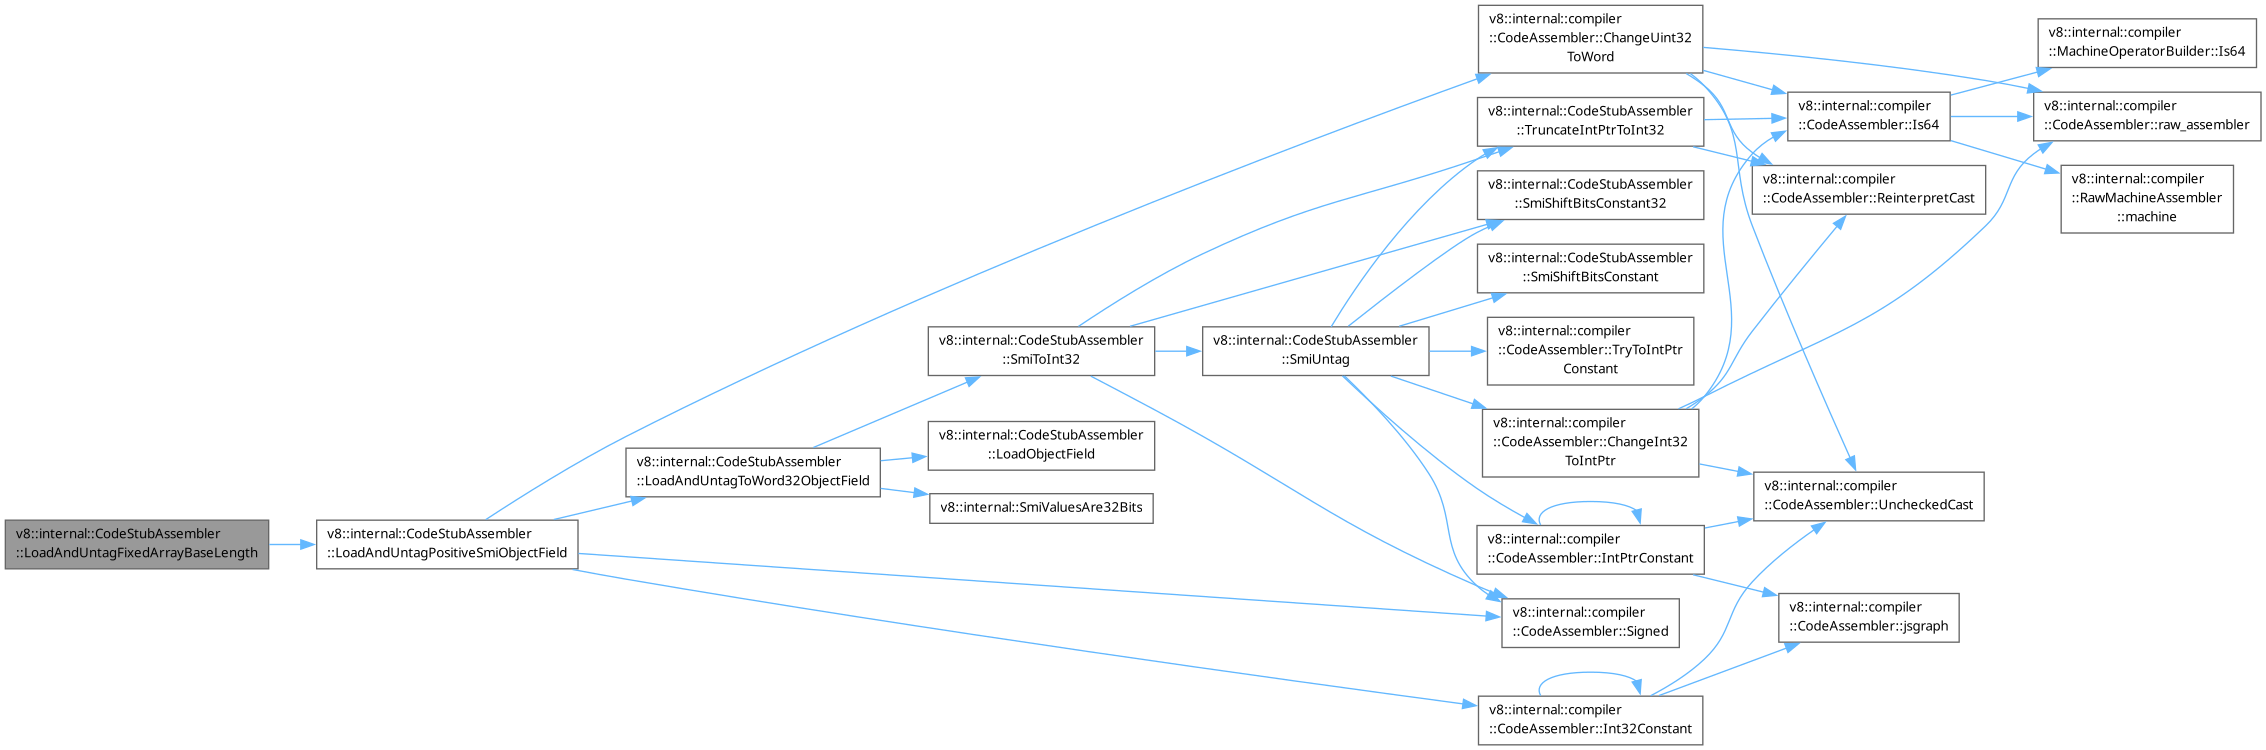 v8::internal::CodeStubAssembler
::LoadAndUntagFixedArrayBaseLength
v8::internal::CodeStubAssembler
::LoadAndUntagPositiveSmiObjectField
v8::internal::compiler
::CodeAssembler::ChangeUint32
ToWord
v8::internal::CodeStubAssembler
::LoadAndUntagToWord32ObjectField
v8::internal::CodeStubAssembler
::SmiToInt32
v8::internal::CodeStubAssembler
::LoadObjectField
v8::internal::SmiValuesAre32Bits
v8::internal::CodeStubAssembler
::SmiUntag
v8::internal::CodeStubAssembler
::TruncateIntPtrToInt32
v8::internal::CodeStubAssembler
::SmiShiftBitsConstant32
v8::internal::CodeStubAssembler
::SmiShiftBitsConstant
v8::internal::compiler
::CodeAssembler::TryToIntPtr
Constant
v8::internal::compiler
::CodeAssembler::ChangeInt32
ToIntPtr
v8::internal::compiler
::CodeAssembler::IntPtrConstant
v8::internal::compiler
::CodeAssembler::Signed
v8::internal::compiler
::CodeAssembler::Int32Constant
v8::internal::compiler
::CodeAssembler::Is64
v8::internal::compiler
::CodeAssembler::ReinterpretCast
v8::internal::compiler
::CodeAssembler::UncheckedCast
v8::internal::compiler
::CodeAssembler::jsgraph
v8::internal::compiler
::MachineOperatorBuilder::Is64
v8::internal::compiler
::CodeAssembler::raw_assembler
v8::internal::compiler
::RawMachineAssembler
::machine